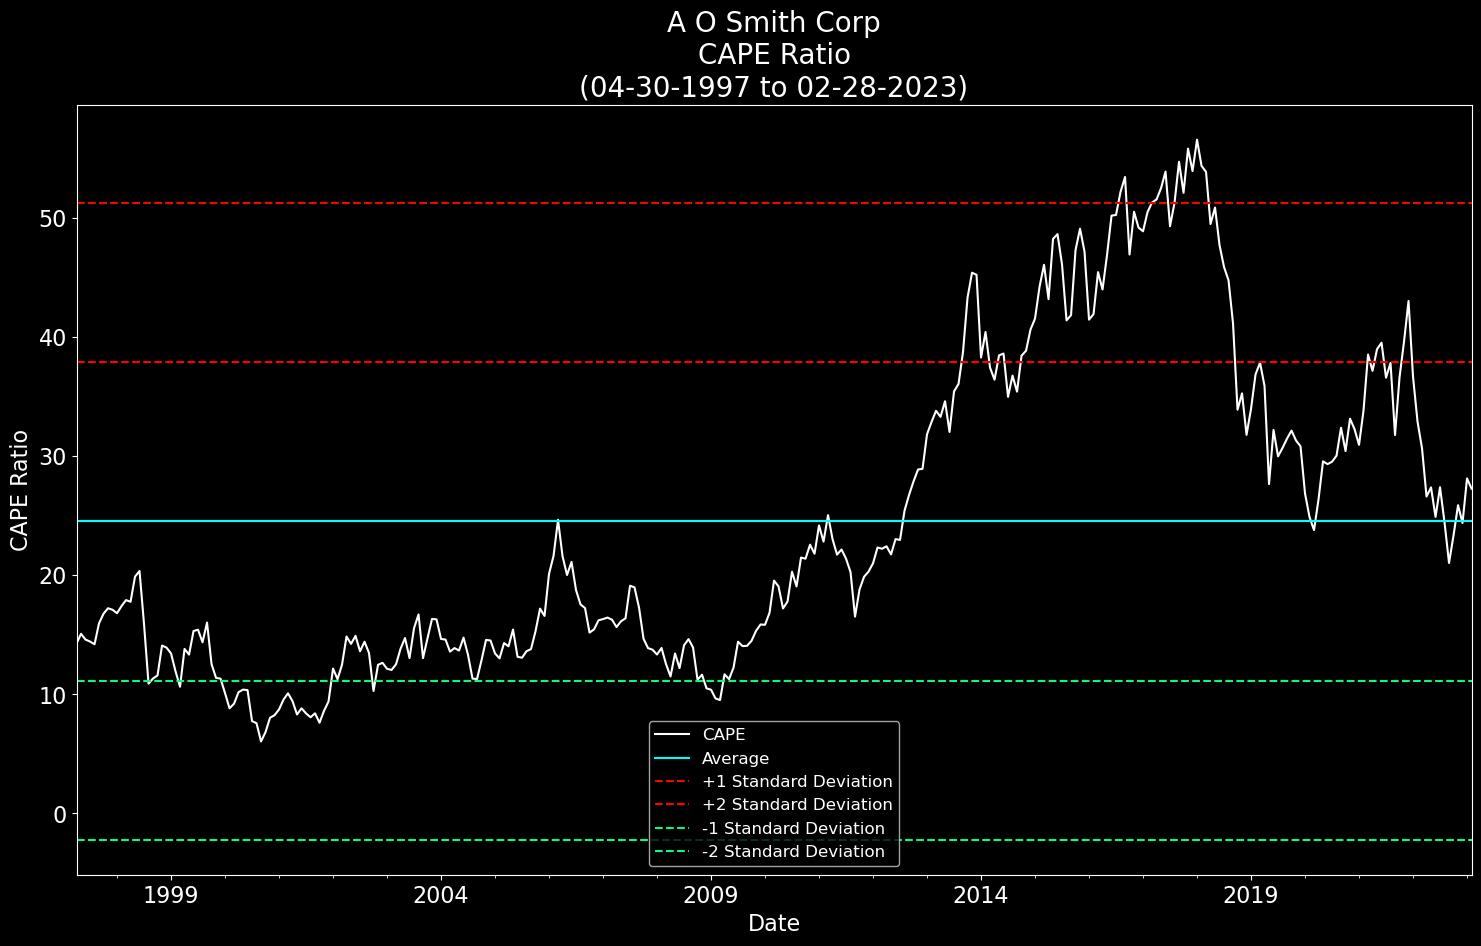 A O Smith Corp
CAPE Ratio
(04-30-1997 to 02-28-2023)
50
40
30
20
10
0
CAPE Ratio
CAPE
Average
+1 Standard Deviation
+2 Standard Deviation
-1 Standard Deviation
-2 Standard Deviation
1999 2004 2009 2014 2019
Date